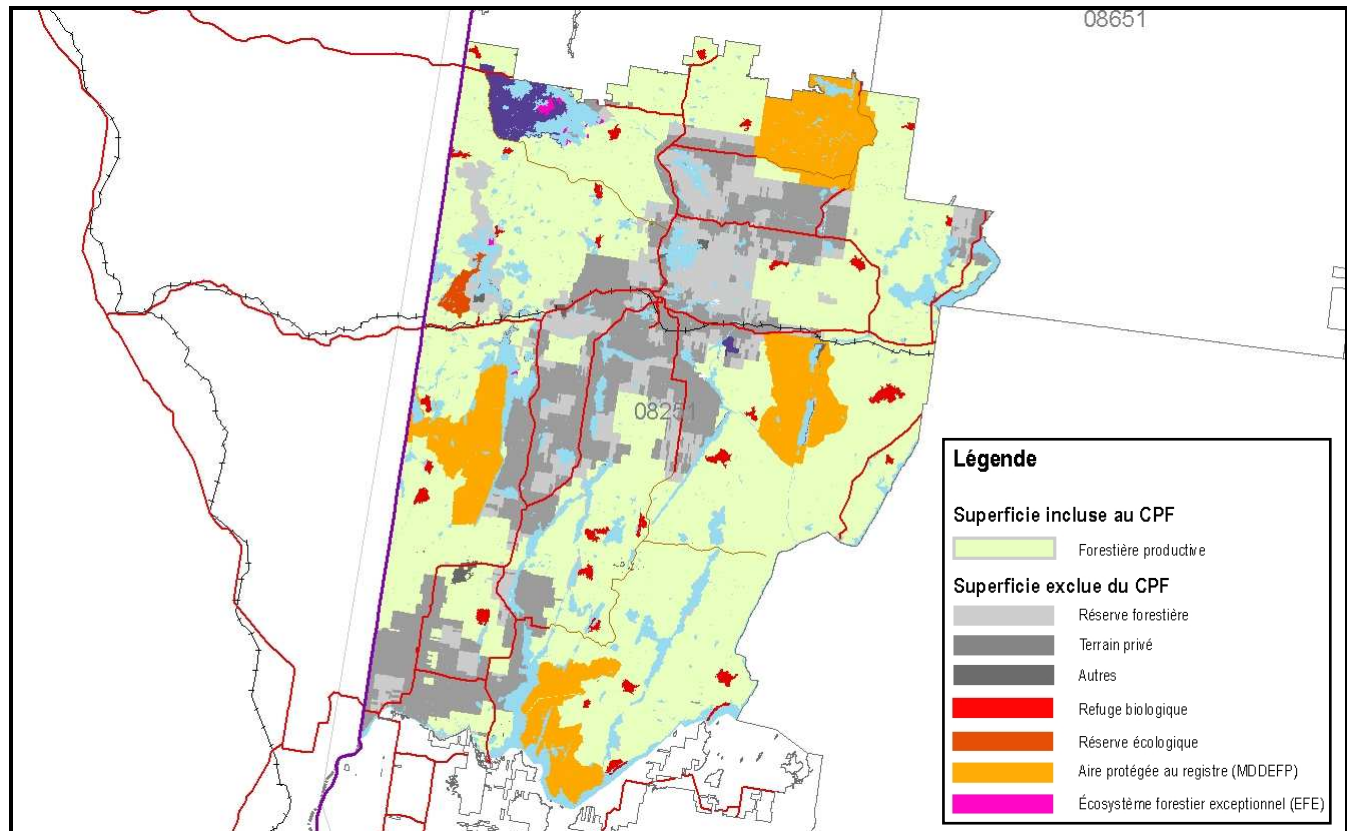 08651
08251
Légende
Superficie incluse au CPF
Forestière productive
Superficie exclue du CPF
Réserve forestière
Terrain privé
Autres
Refuge biologique
Réserve écologique
Aire protégée au registre (MDDEFP)
Écosystème forestier exceptionnel (EFE)